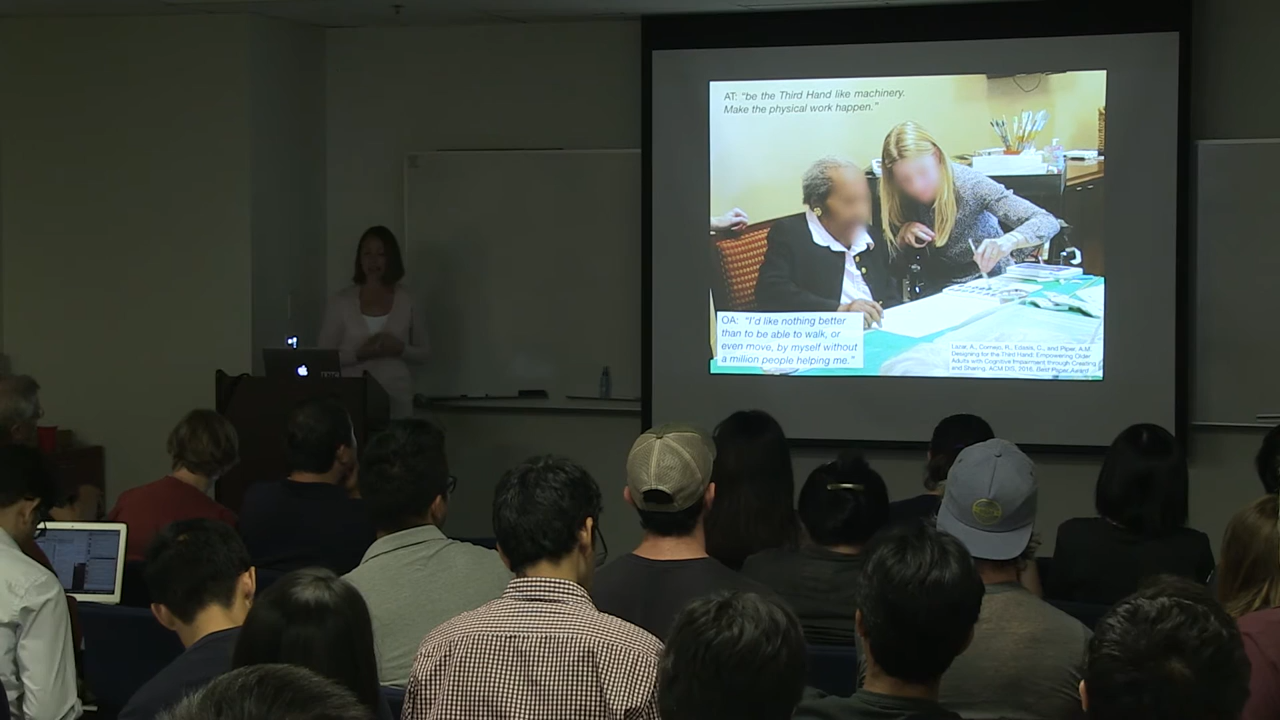 AT: "be the Third Hand like machinery.
Make the physical work happen."
OA: "I'd like nothing better
than to be able to walk, or
even move, by myself without
a million people helping me."
Lazar, A., Cornejo, R., Edasis, C., and Piper, A.M.
Designing for the Third Hand: Empowering Older
Adults with Cognitive Impairment through Creating
and Sharing. ACM DIS, 2016. Best Paper Award